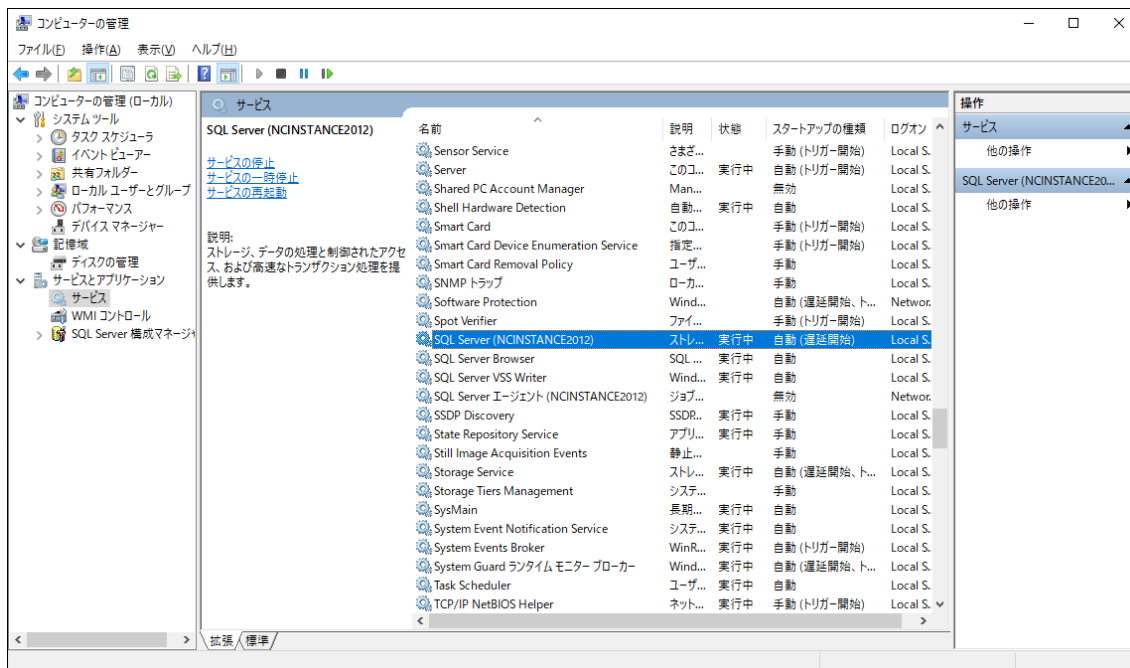 コンピューターの管理
ファイル(F) 操作(A) 表示(V) ヘルプ(H)
コンピューターの管理 (ローカル)
システム ツール
タスク スケジューラ
イベント ビューアー
共有フォルダー
ローカル ユーザーとグループ
パフォーマンス
デバイス マネージャー
記憶域
ディスクの管理
サービスとアプリケーション
サービス
WMI コントロール
SQL Server 構成マネージャ
サービス
SQL Server (NCINSTANCE2012)
サービスの停止
サービスの一時停止
サービスの再起動
説明:
ストレージ、データの処理と制御されたアクセ
ス、および高速なトランザクション処理を提
供します。
名前 説明 状態 スタートアップの種類 ログオン
Sensor Service さまざ... 手動 (トリガー開始) Local S.
Server このコ... 実行中 自動 (トリガー開始) Local S.
Shared PC Account Manager Man... 無効 Local S.
Shell Hardware Detection 自動... 実行中 自動 Local S.
Smart Card このコ... 手動 (トリガー開始) Local S.
Smart Card Device Enumeration Service 指定... 手動 (トリガー開始) Local S.
Smart Card Removal Policy ユーザ... 手動 Local S.
SNMP トラップ ローカ... 手動 Local S.
Software Protection Wind... 自動 (遅延開始、ト... Networ.
Spot Verifier ファイ... 手動 (トリガー開始) Local S.
SQL Server (NCINSTANCE2012) ストレ... 実行中 自動 (遅延開始) Local S.
SQL Server Browser SQL ... 実行中 自動 Local S.
SQL Server VSS Writer Wind... 実行中 自動 Local S.
SQL Server エージェント (NCINSTANCE2012) ジョブ... 無効 Networ.
SSDP Discovery SSDP... 実行中 手動 Local S.
State Repository Service アプリ... 実行中 手動 Local S.
Still Image Acquisition Events 静止... 手動 Local S.
Storage Service ストレ... 実行中 自動 (遅延開始、ト... Local S.
Storage Tiers Management システ... 手動 Local S.
SysMain 長期... 実行中 自動 Local S.
System Event Notification Service システ... 実行中 自動 Local S.
System Events Broker WinR... 実行中 自動 (トリガー開始) Local S.
System Guard ランタイム モニター ブローカー Wind... 実行中 自動 (遅延開始、ト... Local S.
Task Scheduler ユーザ... 実行中 自動 Local S.
TCP/IP NetBIOS Helper ネット... 実行中 手動 (トリガー開始) Local S.
拡張 標準
操作
サービス
他の操作
SQL Server (NCINSTANCE20...
他の操作